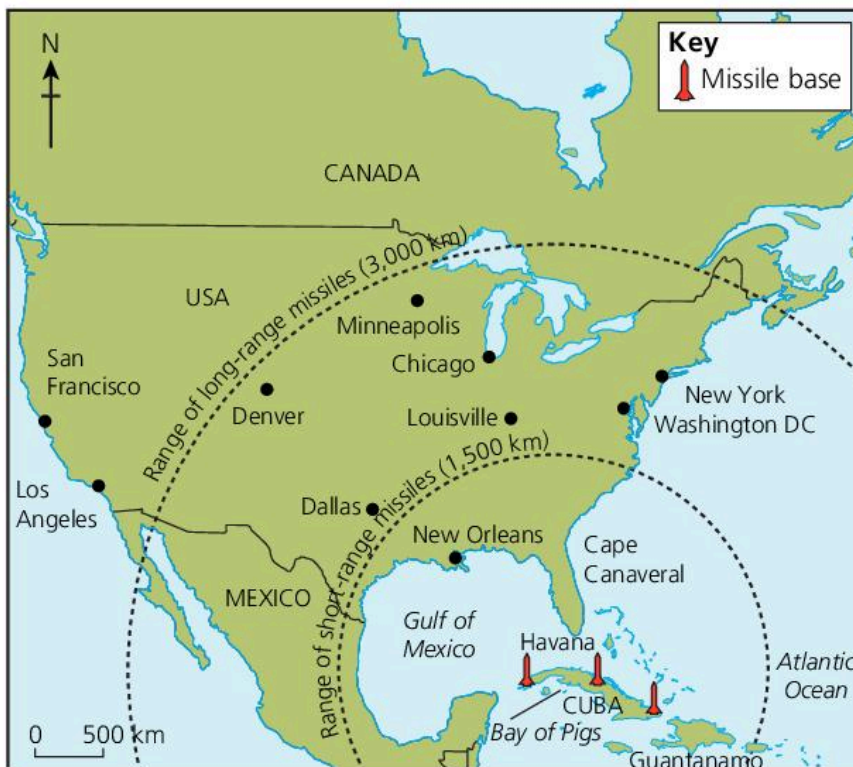 N
Key
Missile base
CANADA
USA
Range of long-range missiles (3,000 km)
Minneapolis
San
Francisco
Chicago
Denver
Louisville
New York
Washington DC
Range of short-range missiles (1,500 km)
Los
Angeles
Dallas
New Orleans
Cape
Canaveral
MEXICO
Gulf of
Mexico
Havana
Atlantic
Ocean
CUBA
Bay of Pigs
Guantanamo
0 500 km